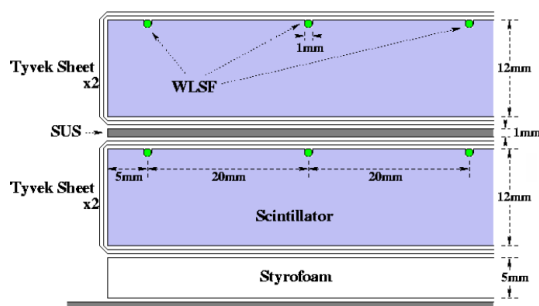 Tyvek Sheet
x2
WLSF
1mm
12mm
SUS
1mm
5mm
20mm
20mm
Tyvek Sheet
x2
Scintillator
12mm
Styrofoam
5mm